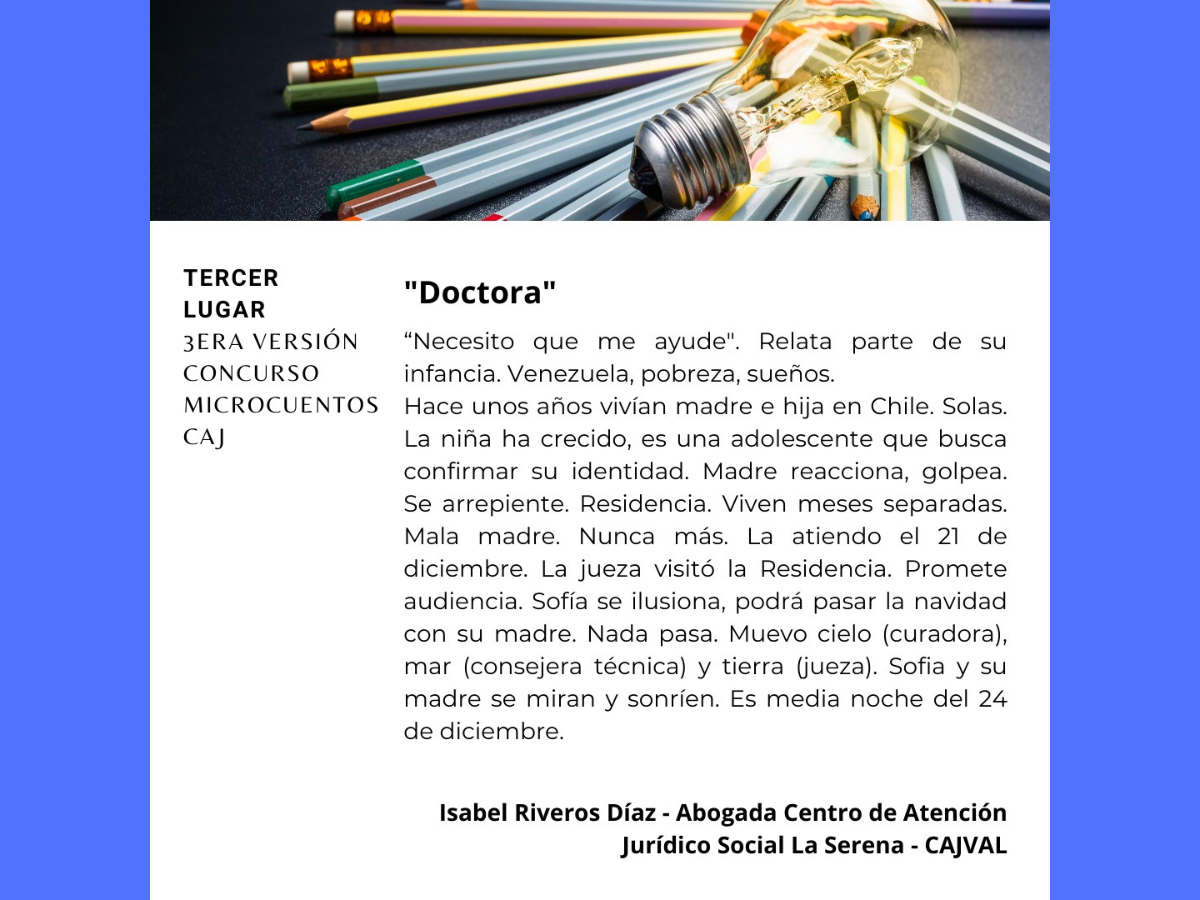 TERCER
LUGAR
3ERA VERSIÓN
CONCURSO
MICROCUENTOS
CAJ
"Doctora"
“Necesito que me ayude". Relata parte de su
infancia. Venezuela, pobreza, sueños.
Hace unos años vivían madre e hija en Chile. Solas.
La niña ha crecido, es una adolescente que busca
confirmar su identidad. Madre reacciona, golpea.
Se arrepiente. Residencia. Viven meses separadas.
Mala madre. Nunca más. La atiendo el 21 de
diciembre. La jueza visitó la Residencia. Promete
audiencia. Sofía se ilusiona, podrá pasar la navidad
con su madre. Nada pasa. Muevo cielo (curadora),
mar (consejera técnica) y tierra (jueza). Sofia y su
madre se miran y sonríen. Es media noche del 24
de diciembre.
Isabel Riveros Díaz - Abogada Centro de Atención
Jurídico Social La Serena - CAJVAL